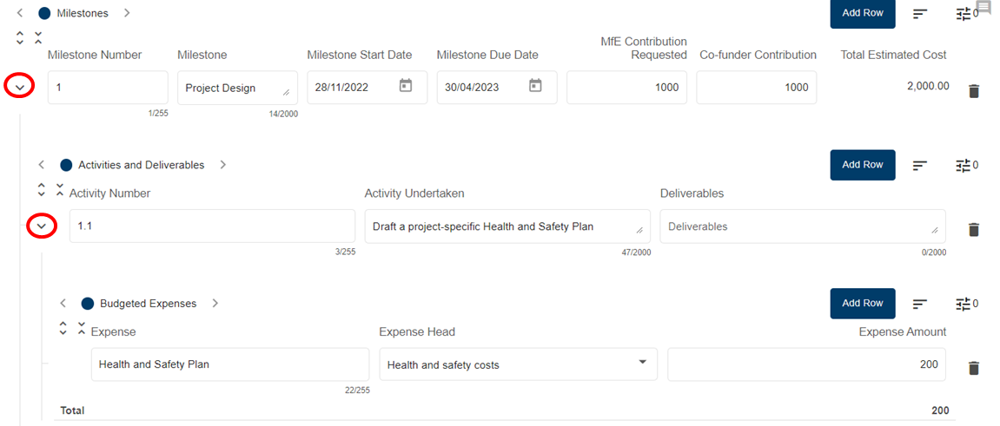 Milestones
Add Row
0
Milestone Number
Milestone
Milestone Start Date
Milestone Due Date
MfE Contribution
Requested
Co-funder Contribution
Total Estimated Cost
1
Project Design
28/11/2022
30/04/2023
1000
1000
2,000.00
1/255
14/2000
Activities and Deliverables
Add Row
0
Activity Number
Activity Undertaken
Deliverables
1.1
Draft a project-specific Health and Safety Plan
Deliverables
3/255
47/2000
0/2000
Budgeted Expenses
Add Row
0
Expense
Expense Head
Expense Amount
Health and Safety Plan
Health and safety costs
200
22/255
Total
200